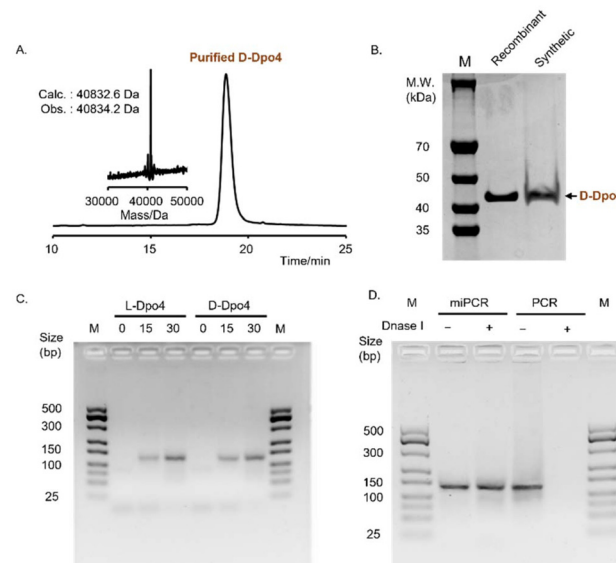 A.
Purified D-Dpo4
Calc. : 40832.6 Da
Obs. : 40834.2 Da
30000 40000 50000
Mass/Da
10 15 20 25
Time/min
B.
M Recombinant Synthetic
M.W.
(kDa)
70
50
40
35
D-Dpo
C.
L-Dpo4 D-Dpo4
M 0 15 30 0 15 30 M
Size
(bp)
500
300
150
100
25
D.
M miPCR PCR M
Dnase I − + − +
Size
(bp)
500
300
150
100
25